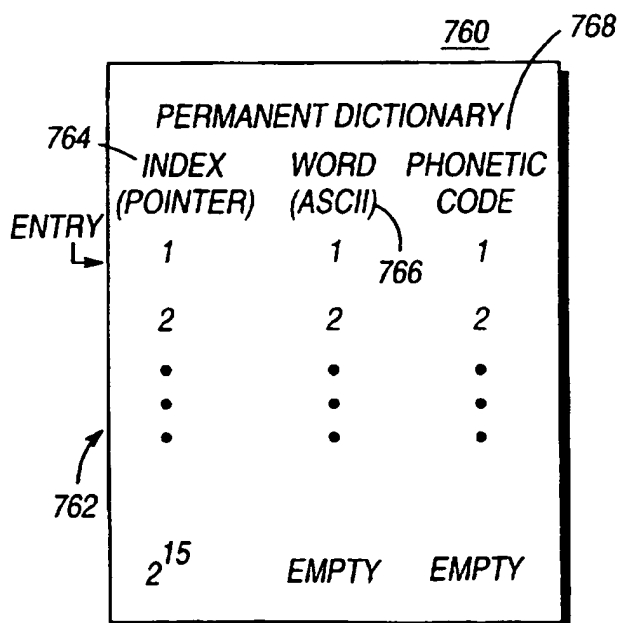 760
768
PERMANENT DICTIONARY
764
INDEX WORD PHONETIC
(POINTER) (ASCII) CODE
ENTRY
766
1 1 1
2 2 2
762
2^15 EMPTY EMPTY